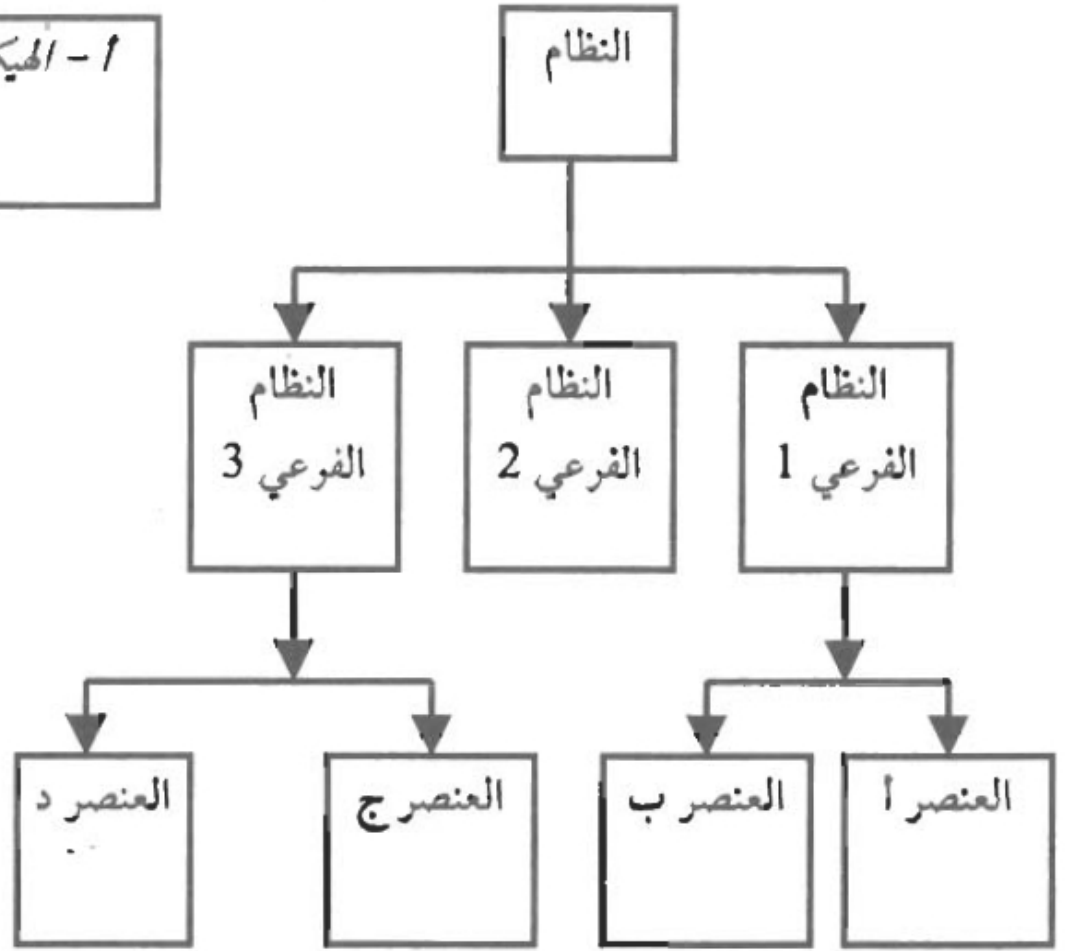 النظام
أ -
النظام
الفرعي 1
النظام
الفرعي 2
النظام
الفرعي 3
العنصر أ
العنصر ب
العنصر ج
العنصر د